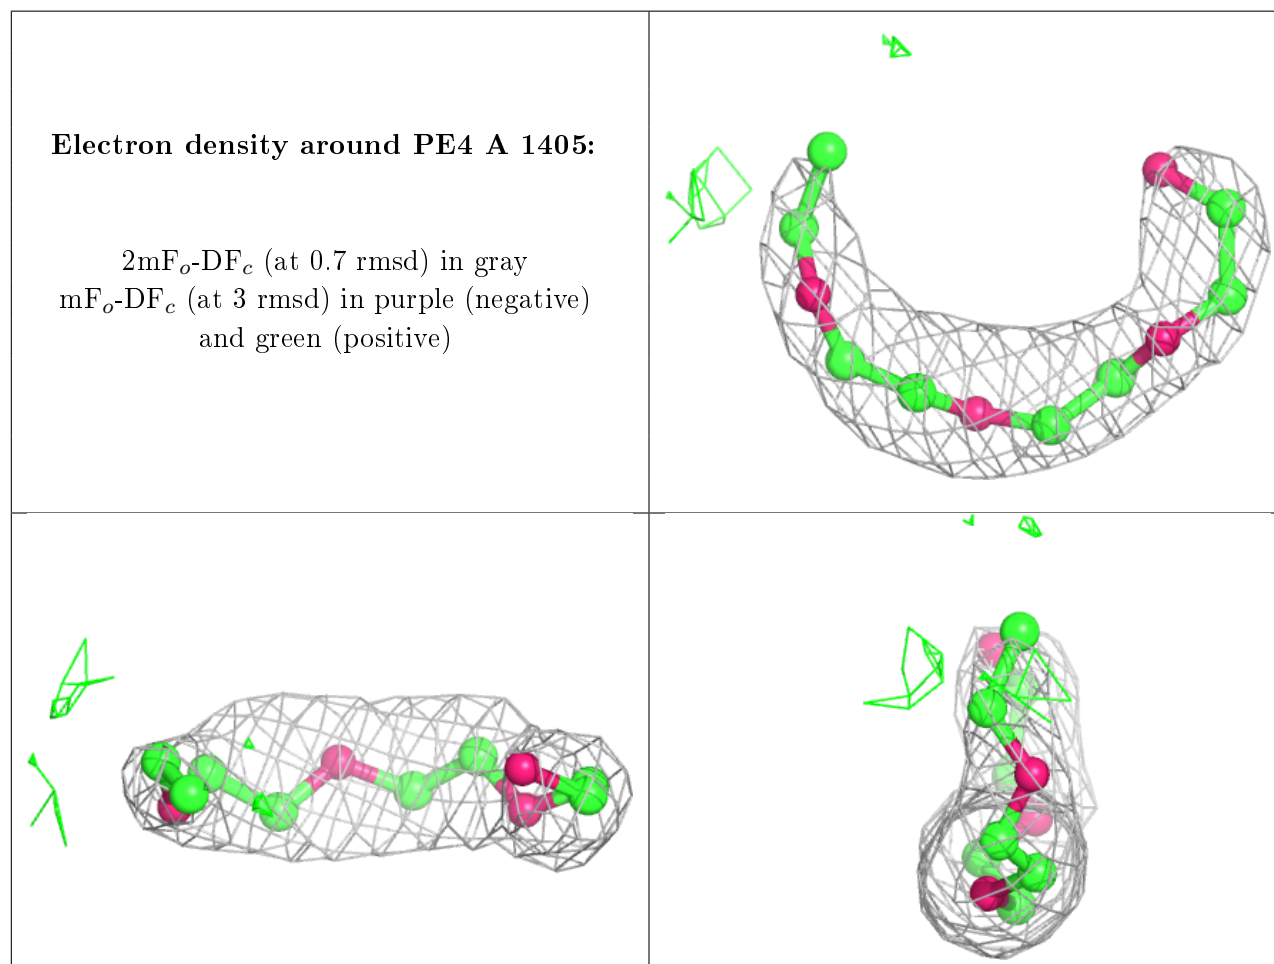 Electron density around PE4 A 1405:
2mFo-DFc (at 0.7 rmsd) in gray
mFo-DFc (at 3 rmsd) in purple (negative)
and green (positive)